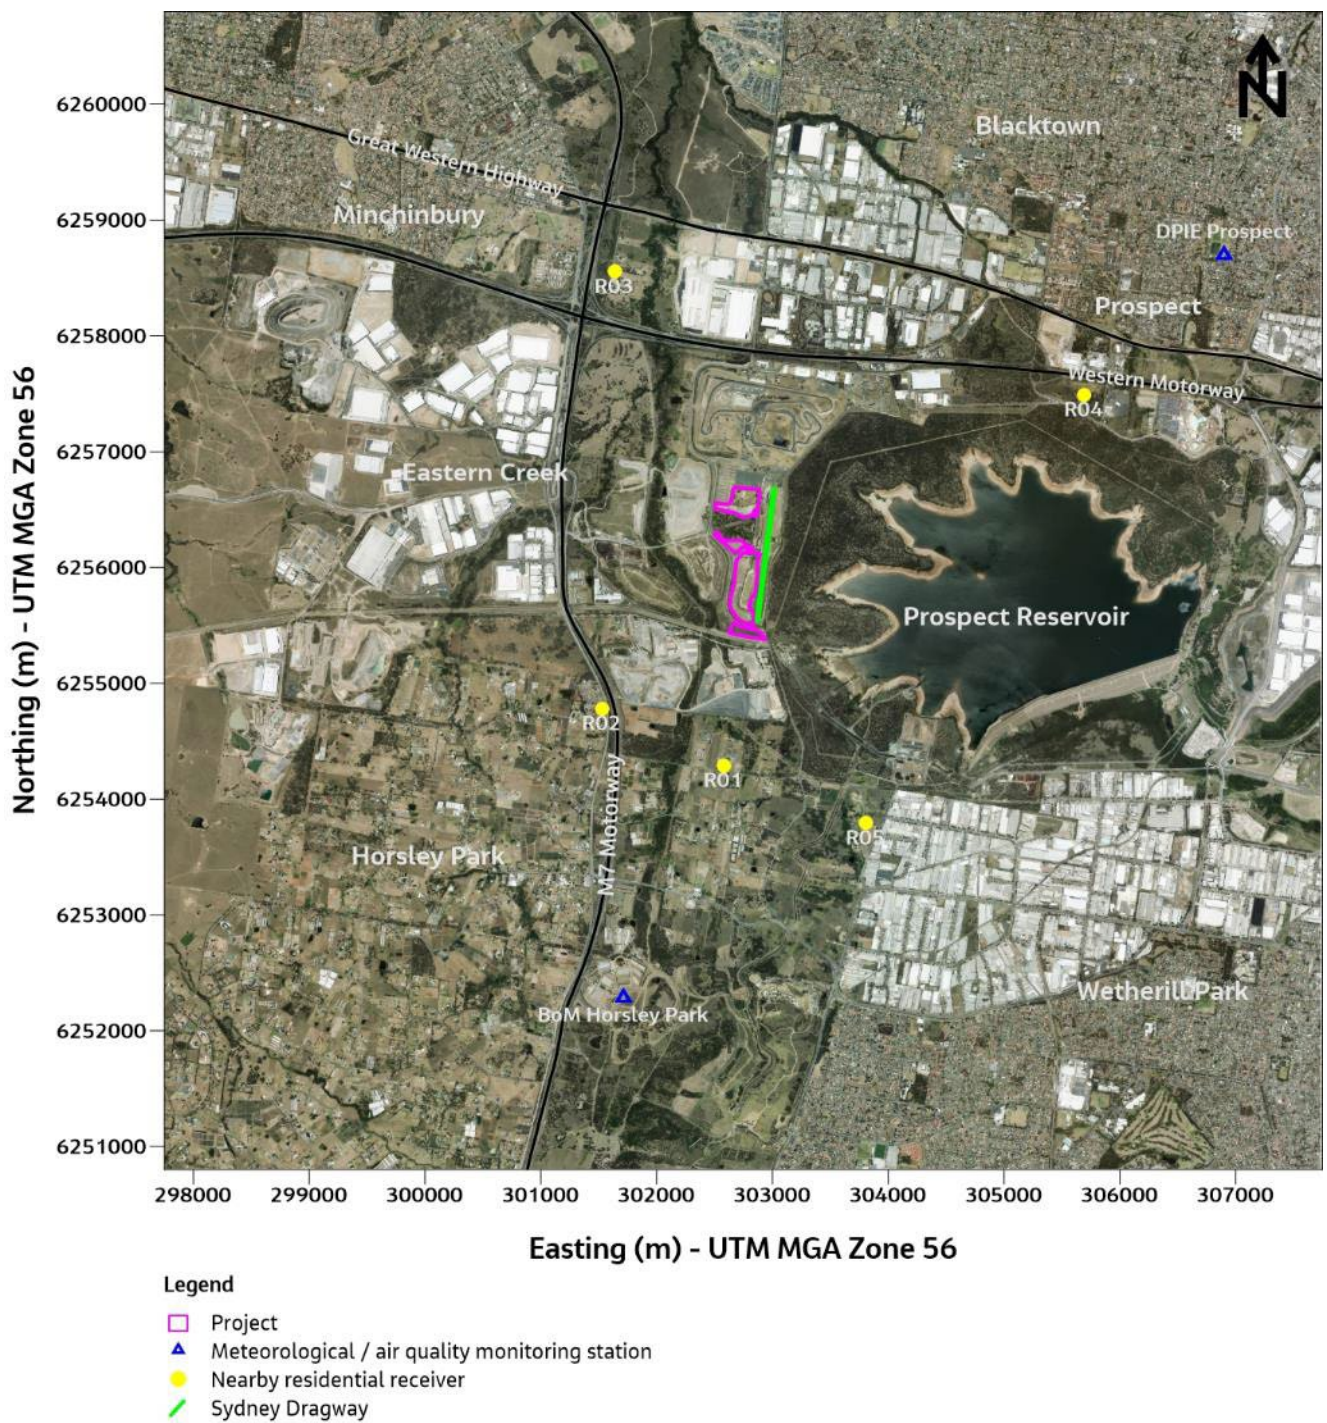 N
6260000
Blacktown
Great Western Highway
6259000
Minchinbury
DPIE Prospect
R03
Prospect
6258000
Western Motorway
R04
6257000
Eastern Creek
6256000
Prospect Reservoir
6255000
R02
R01
M7 Motorway
6254000
R05
Horsley Park
6253000
Wetherill Park
BoM Horsley Park
6252000
6251000
Northing (m) - UTM MGA Zone 56
298000 299000 300000 301000 302000 303000 304000 305000 306000 307000
Easting (m) - UTM MGA Zone 56
Legend
Project
Meteorological / air quality monitoring station
Nearby residential receiver
Sydney Dragway